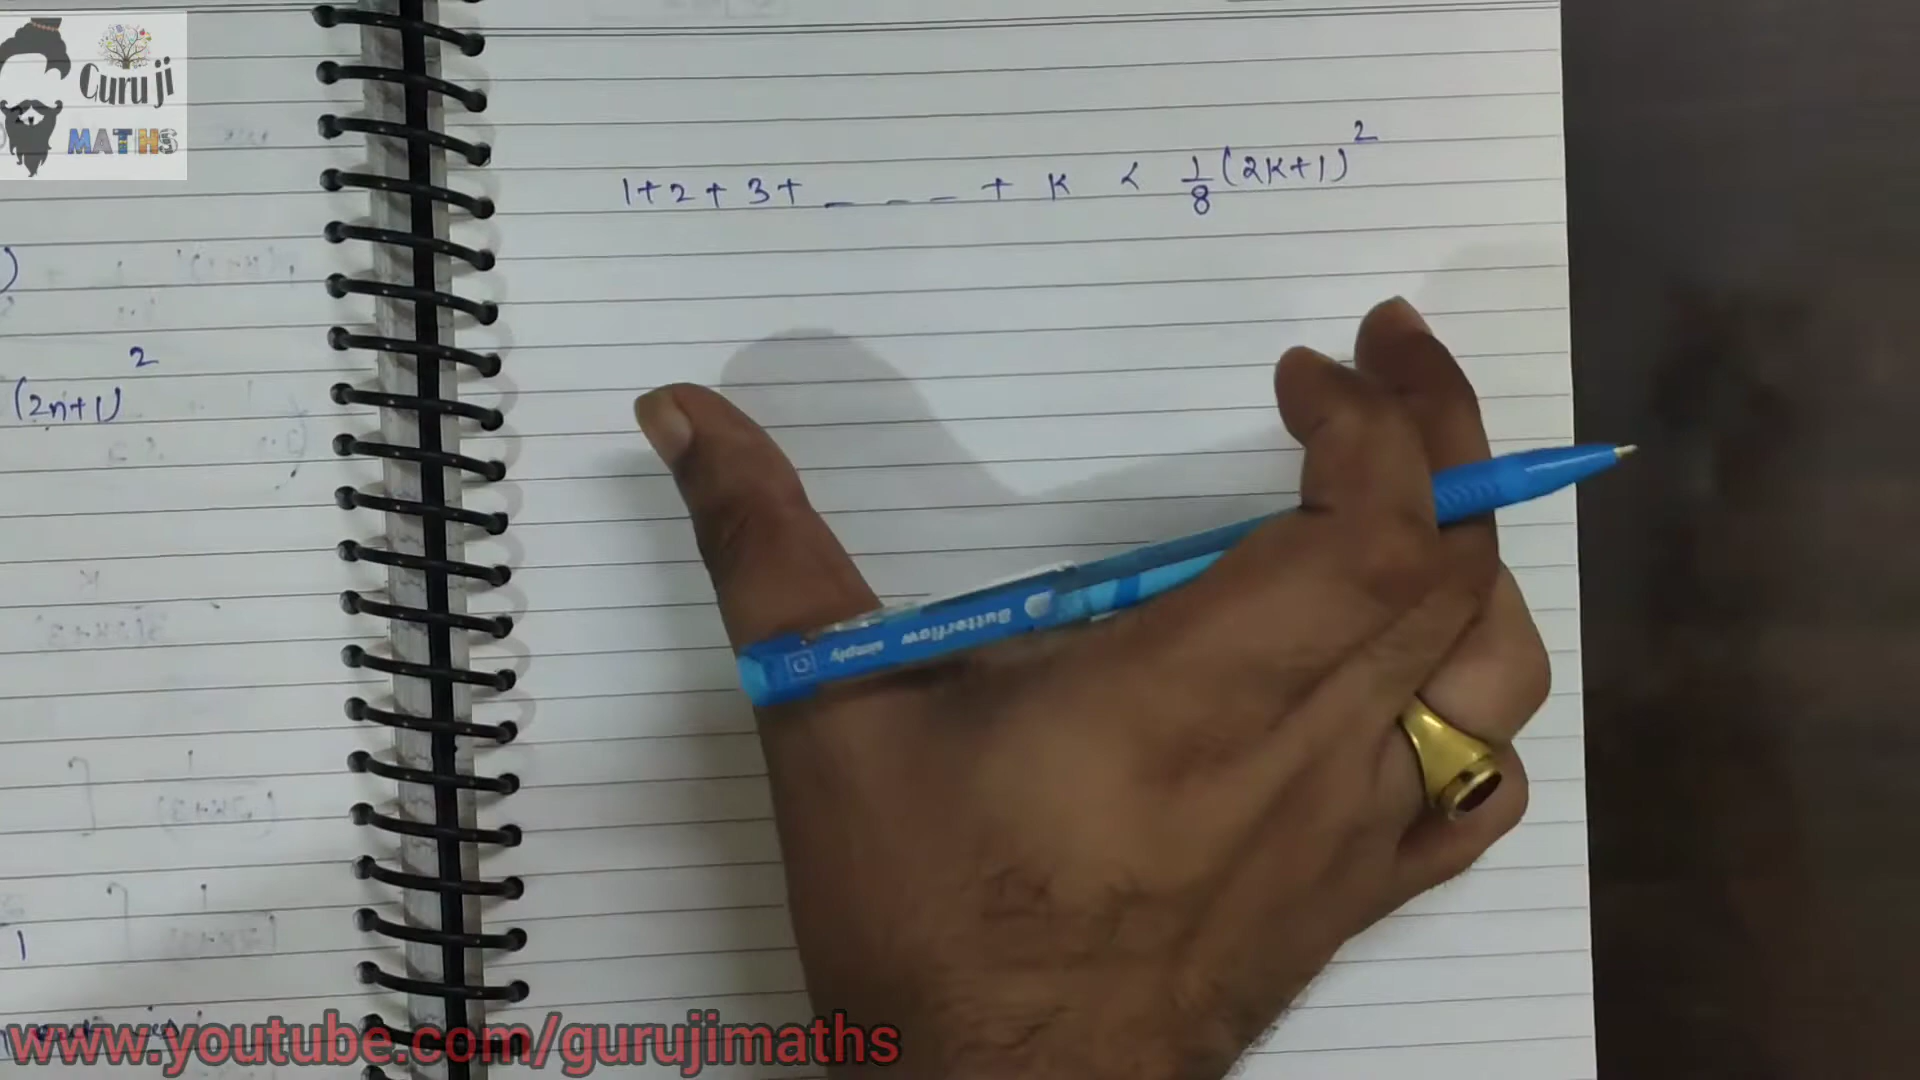 Guru ji
MATHS
1+2+3+ _ _ _ + K < 1/8 (2K+1)²
(2n+1)²
1
Butterflow simply
www.youtube.com/gurujimaths